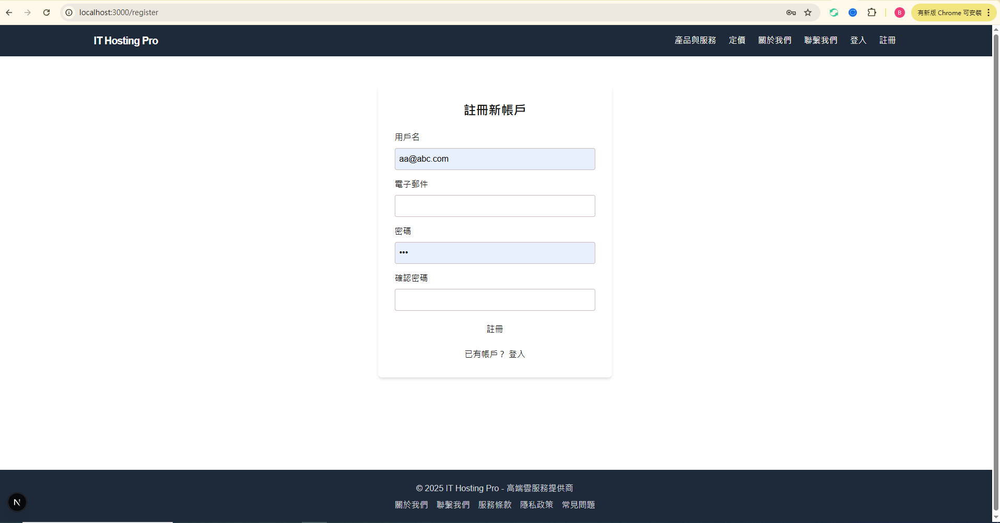 localhost:3000/register
B
有新版 Chrome 可安裝
IT Hosting Pro
產品與服務 定價 關於我們 聯繫我們 登入 註冊
註冊新帳戶
用戶名
aa@abc.com
電子郵件
密碼
•••
確認密碼
註冊
已有帳戶？ 登入
© 2025 IT Hosting Pro - 高端雲服務提供商
關於我們 聯繫我們 服務條款 隱私政策 常見問題
N